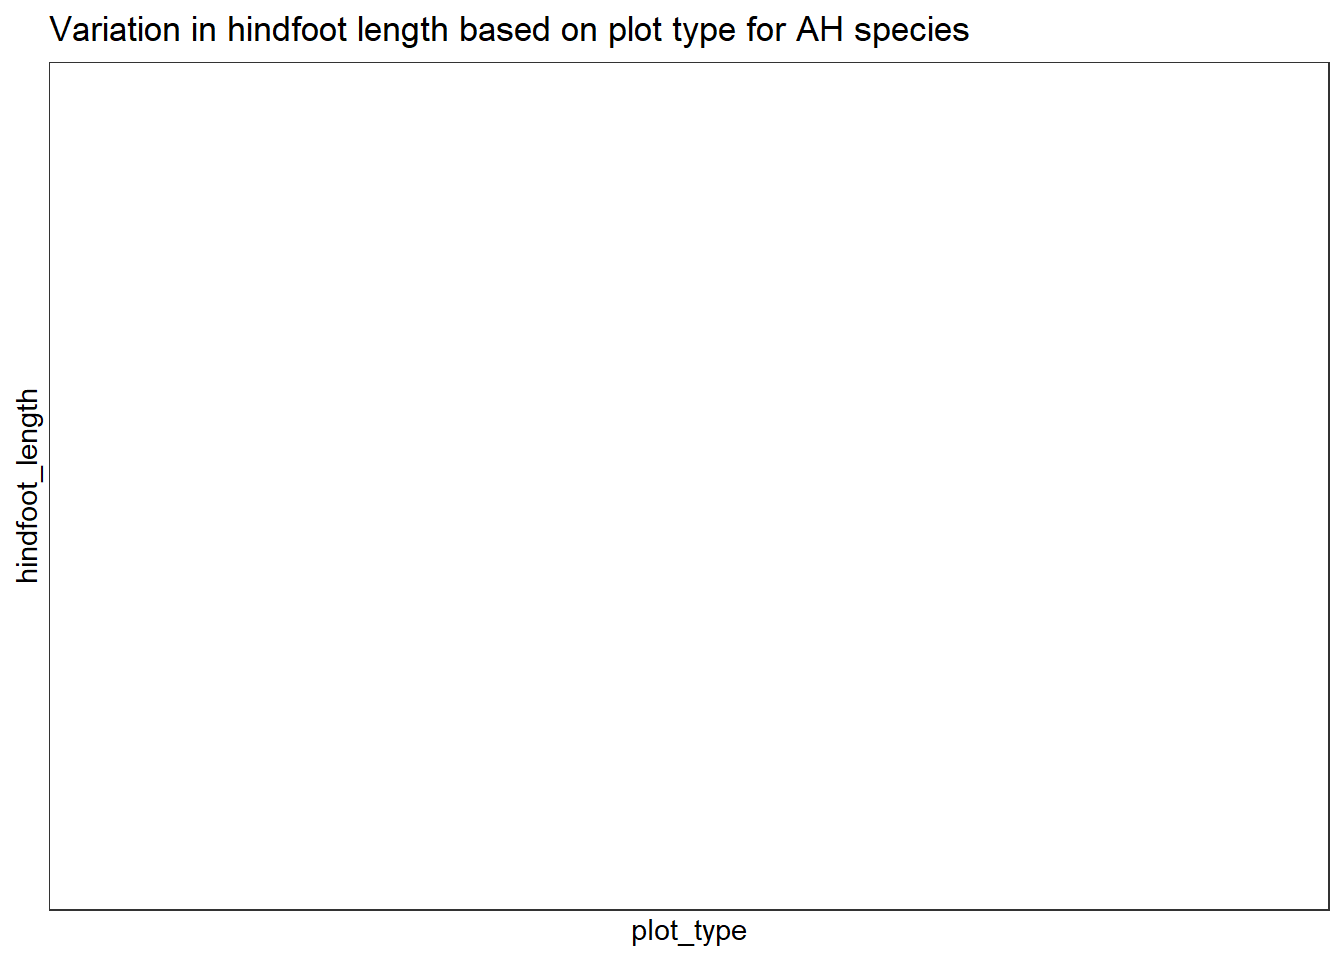 Variation in hindfoot length based on plot type for AH species
hindfoot_length
plot_type